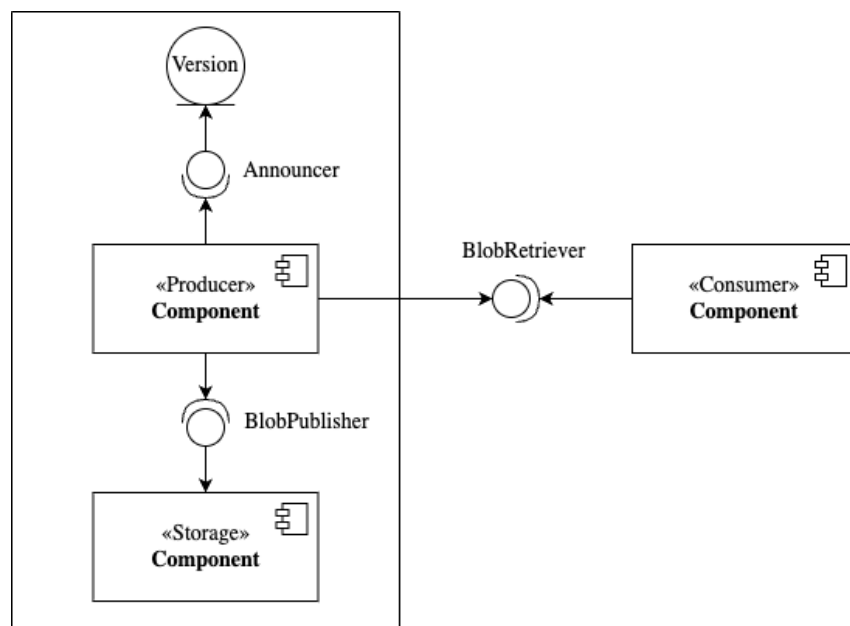 Version
Announcer
«Producer»
Component
BlobRetriever
«Consumer»
Component
BlobPublisher
«Storage»
Component